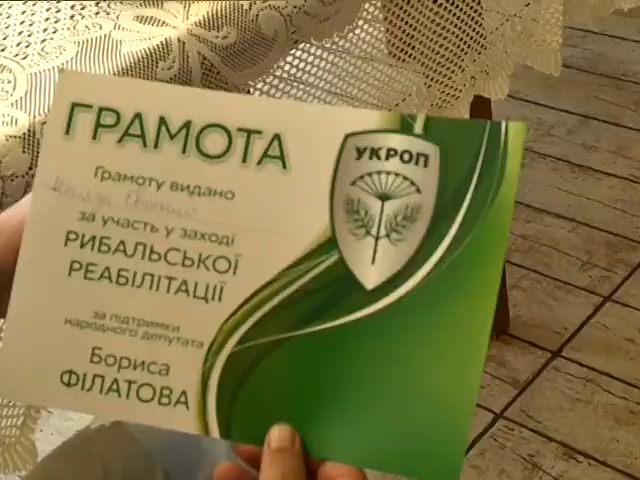 ГРАМОТА
Грамоту видано
за участь у заході
РИБАЛЬСЬКОЇ
РЕАБІЛІТАЦІЇ
за підтримки
народного депутата
Бориса
ФІЛАТОВА
УКРОП